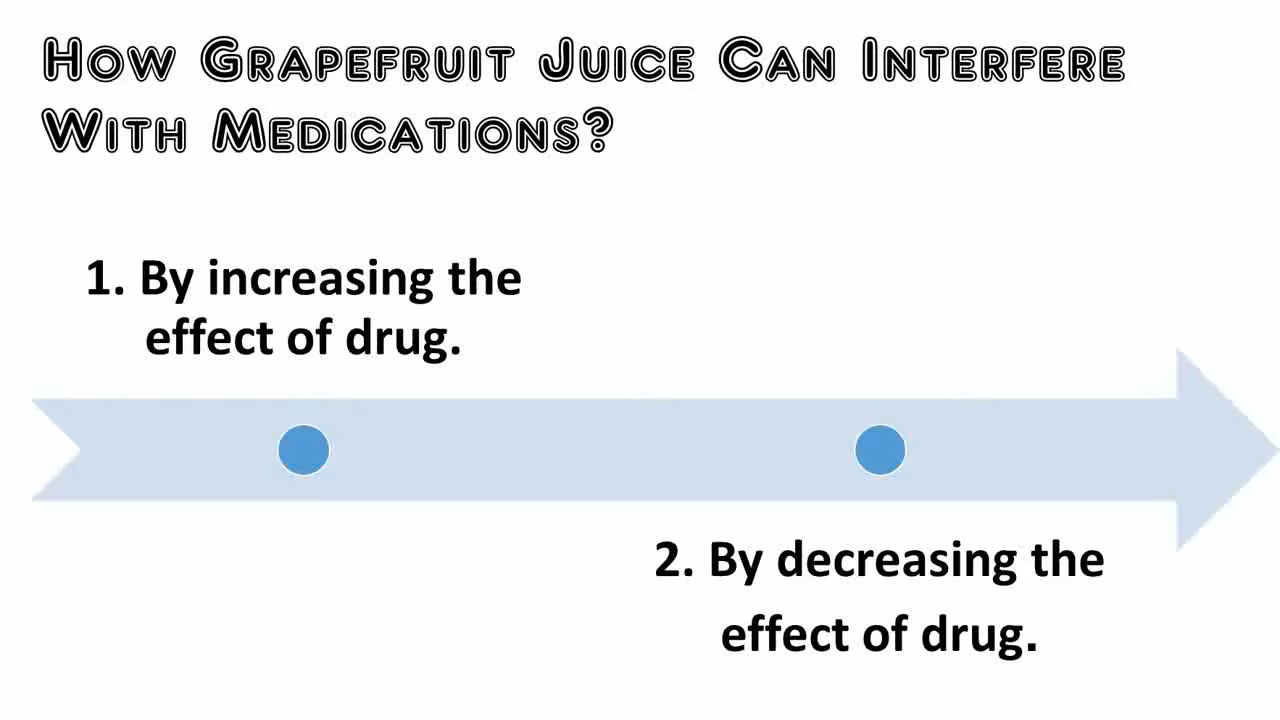 How Grapefruit Juice Can Interfere
With Medications?
1. By increasing the
effect of drug.
2. By decreasing the
effect of drug.